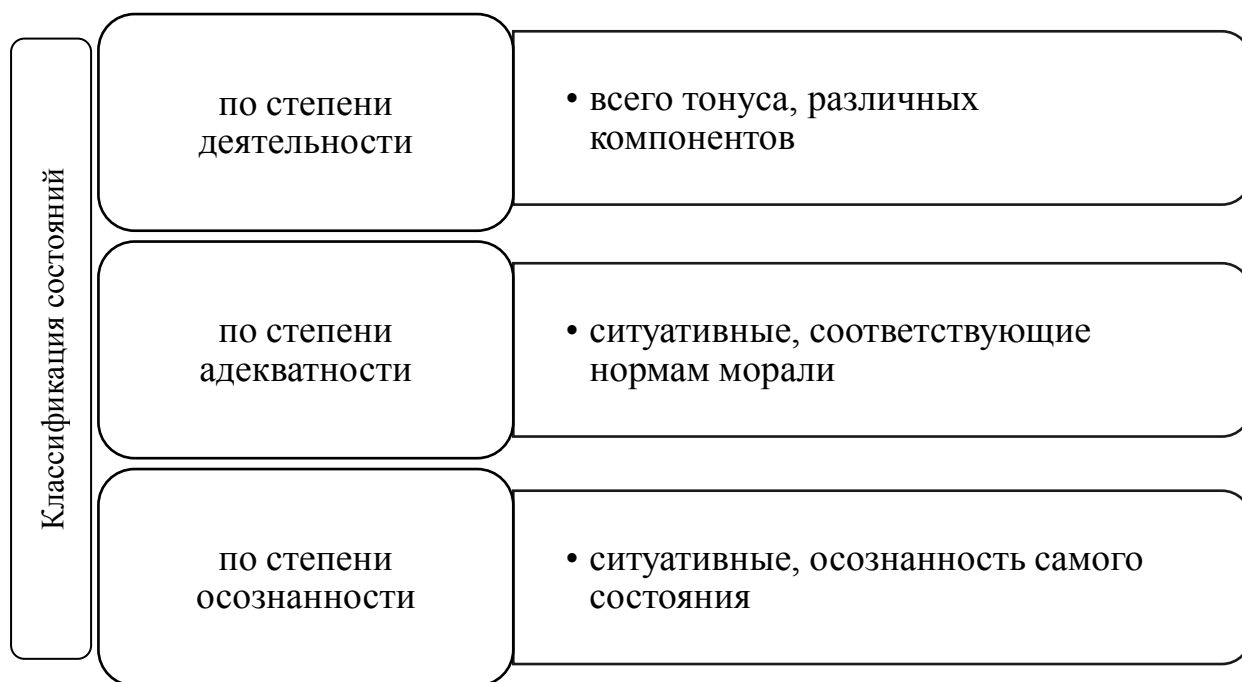 Классификация состояний
по степени
деятельности
• всего тонуса, различных
компонентов
по степени
адекватности
• ситуативные, соответствующие
нормам морали
по степени
осознанности
• ситуативные, осознанность самого
состояния